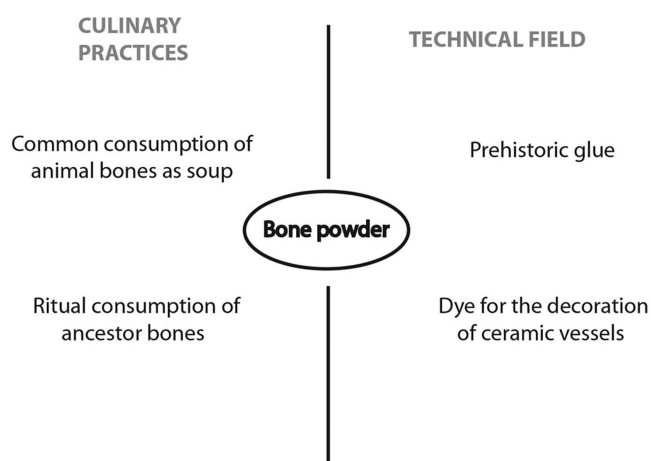 CULINARY
PRACTICES
TECHNICAL FIELD
Common consumption of
animal bones as soup
Prehistoric glue
Bone powder
Ritual consumption of
ancestor bones
Dye for the decoration
of ceramic vessels